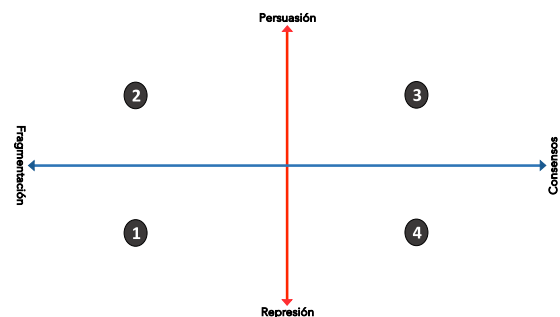 Persuasión
2
3
Fragmentación
Consensos
1
4
Represión